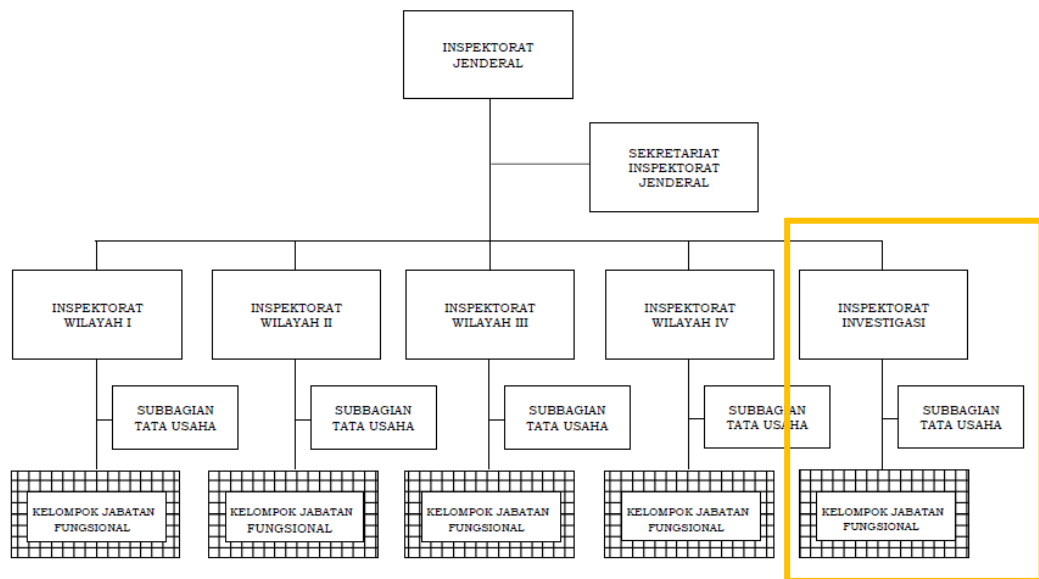 INSPEKTORAT
JENDERAL
SEKRETARIAT
INSPEKTORAT
JENDERAL
INSPEKTORAT
WILAYAH I
INSPEKTORAT
WILAYAH II
INSPEKTORAT
WILAYAH III
INSPEKTORAT
WILAYAH IV
INSPEKTORAT
INVESTIGASI
SUBBAGIAN
TATA USAHA
SUBBAGIAN
TATA USAHA
SUBBAGIAN
TATA USAHA
SUBBAGIAN
TATA USAHA
SUBBAGIAN
TATA USAHA
KELOMPOK JABATAN
FUNGSIONAL
KELOMPOK JABATAN
FUNGSIONAL
KELOMPOK JABATAN
FUNGSIONAL
KELOMPOK JABATAN
FUNGSIONAL
KELOMPOK JABATAN
FUNGSIONAL